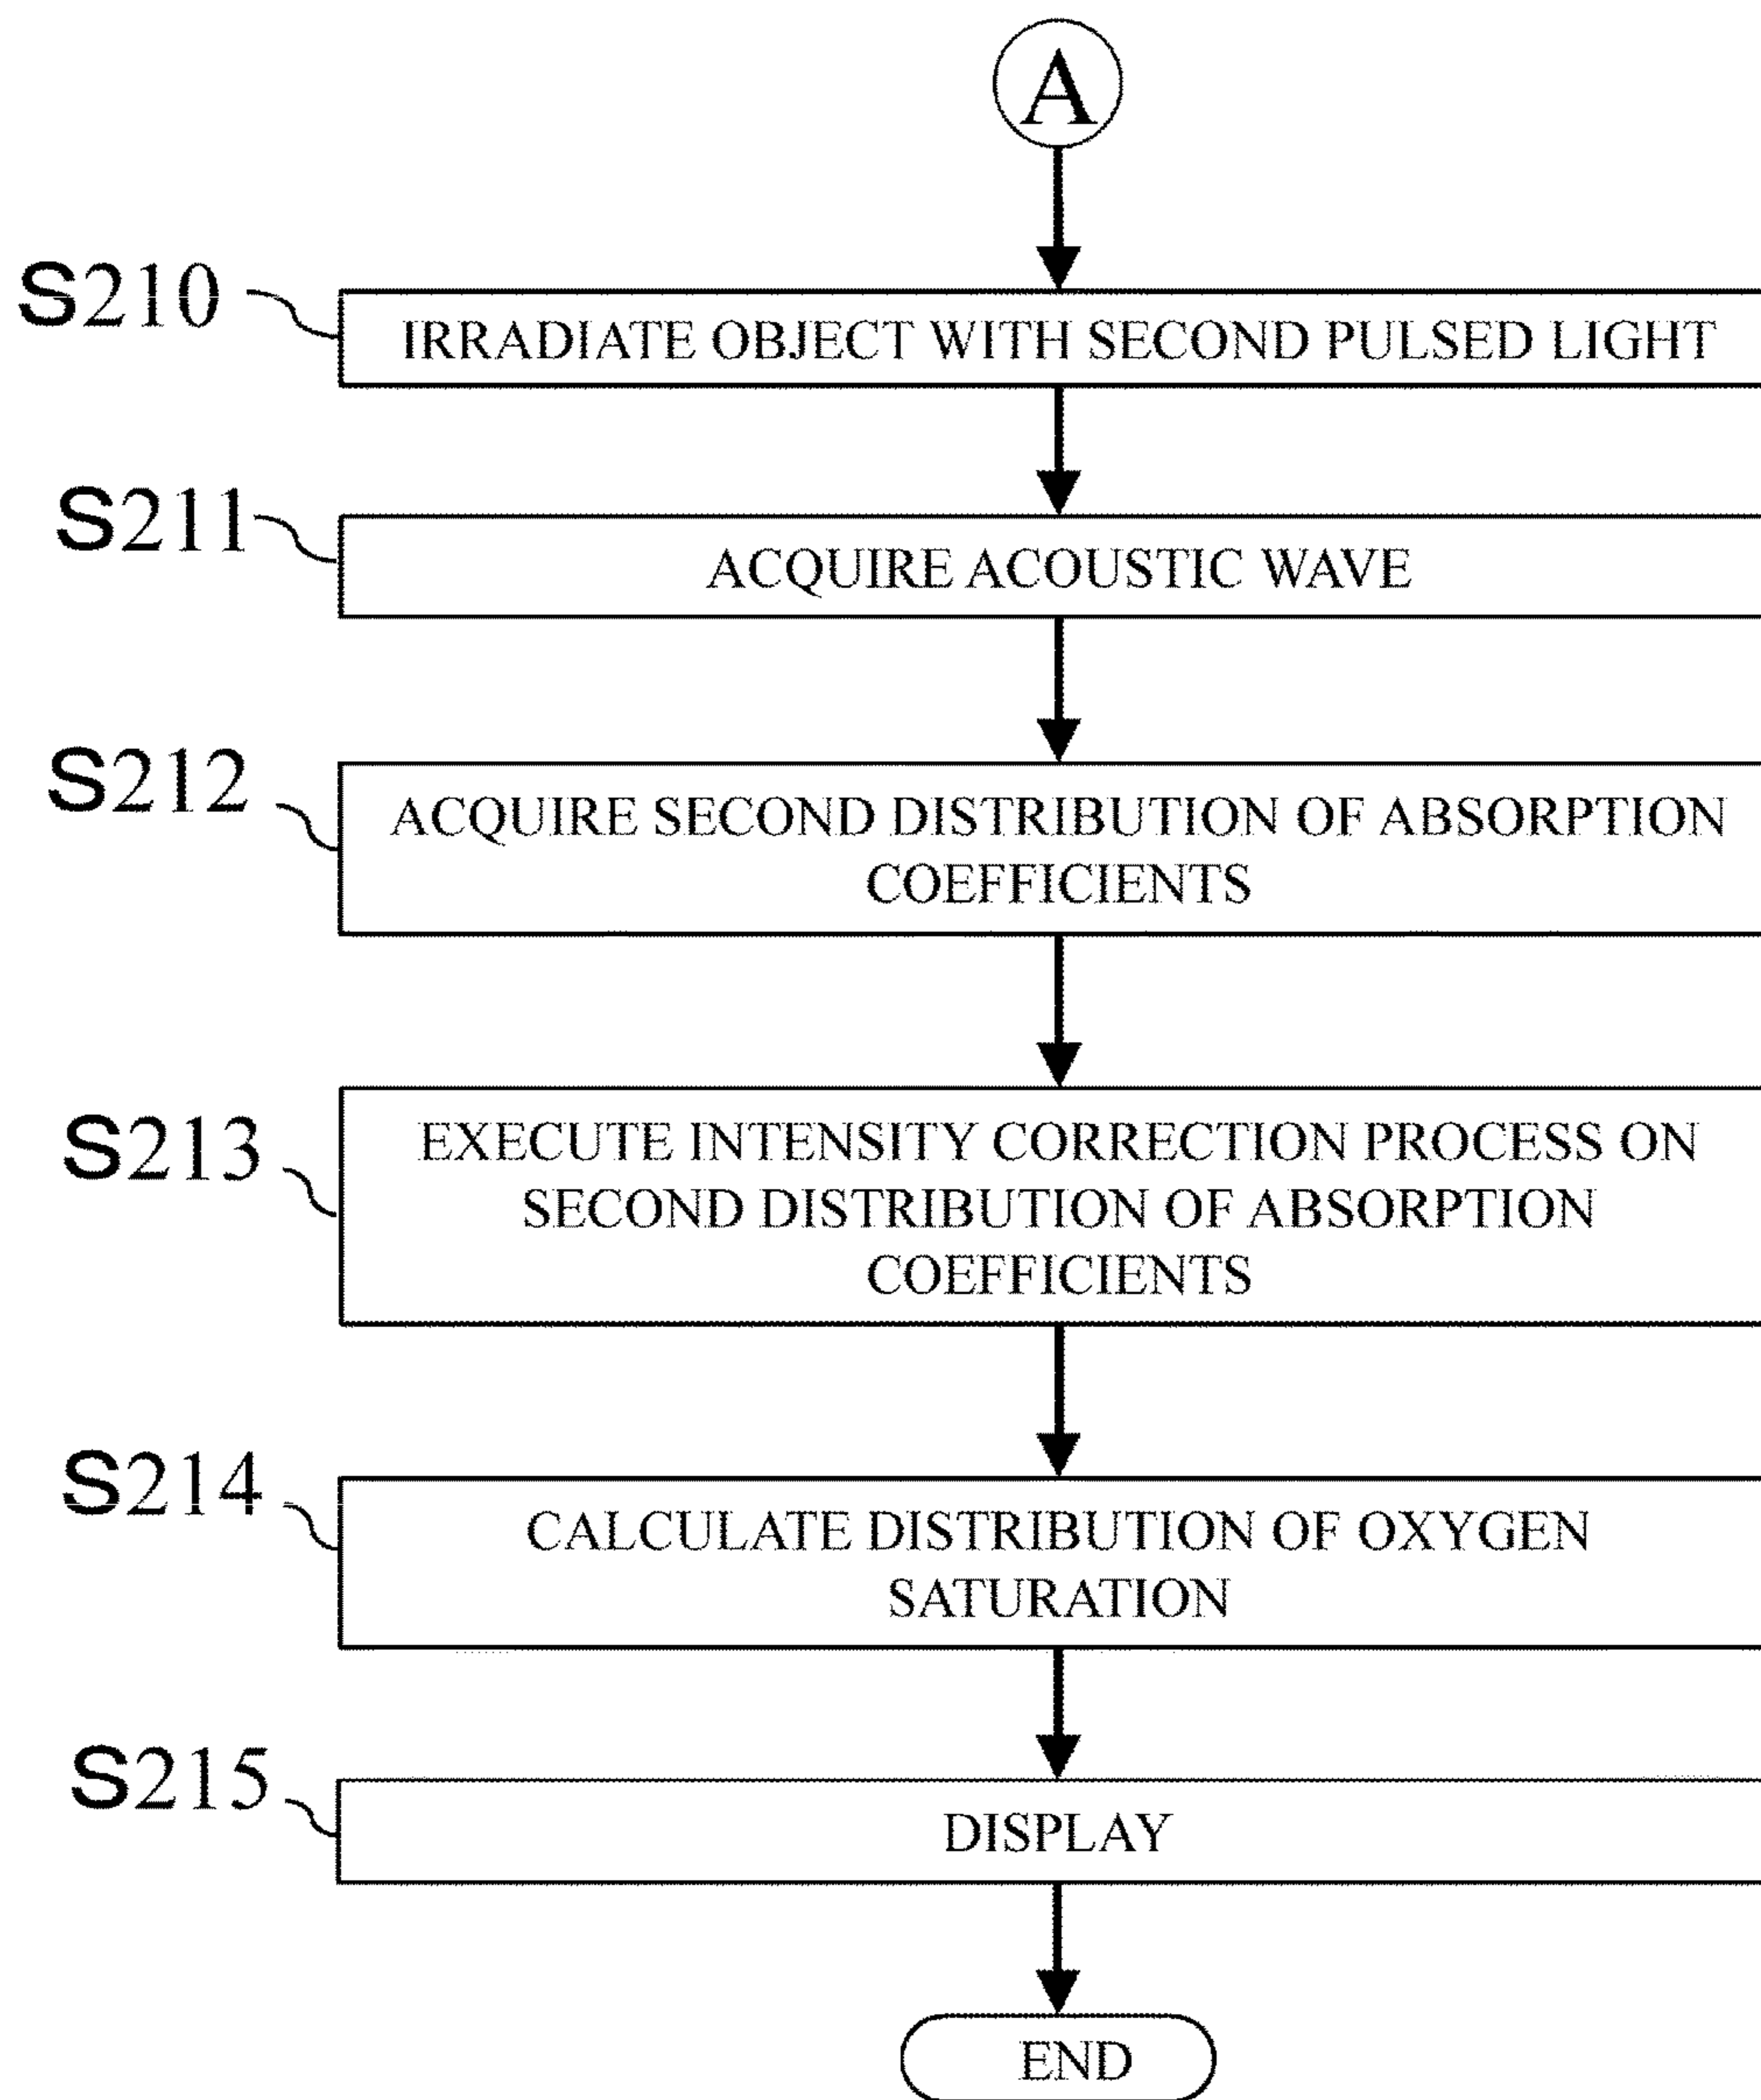 A
S210
IRRADIATE OBJECT WITH SECOND PULSED LIGHT
S211
ACQUIRE ACOUSTIC WAVE
S212
ACQUIRE SECOND DISTRIBUTION OF ABSORPTION
COEFFICIENTS
S213
EXECUTE INTENSITY CORRECTION PROCESS ON
SECOND DISTRIBUTION OF ABSORPTION
COEFFICIENTS
S214
CALCULATE DISTRIBUTION OF OXYGEN
SATURATION
S215
DISPLAY
END